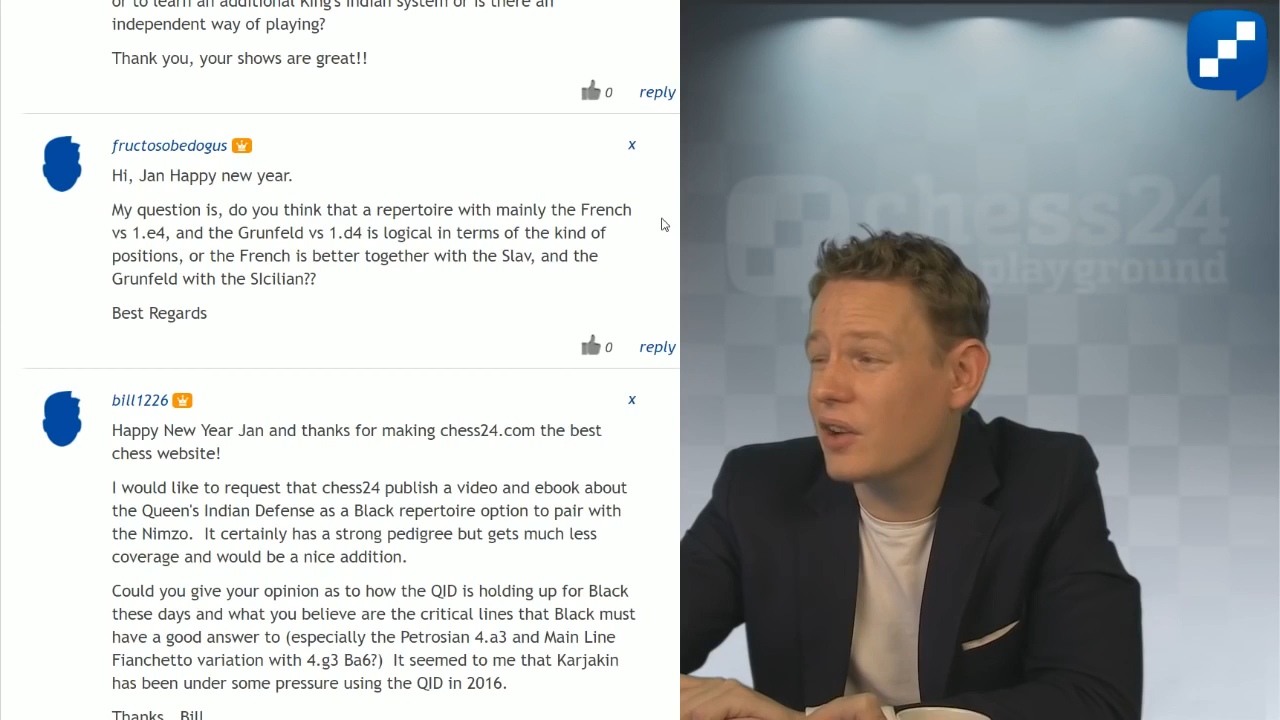 or to learn an additional King's Indian system or is there an
independent way of playing?
Thank you, your shows are great!!
0 reply
fructosobedogus x
Hi, Jan Happy new year.
My question is, do you think that a repertoire with mainly the French
vs 1.e4, and the Grunfeld vs 1.d4 is logical in terms of the kind of
positions, or the French is better together with the Slav, and the
Grunfeld with the SIcilian??
Best Regards
0 reply
bill1226 x
Happy New Year Jan and thanks for making chess24.com the best
chess website!
I would like to request that chess24 publish a video and ebook about
the Queen's Indian Defense as a Black repertoire option to pair with
the Nimzo.  It certainly has a strong pedigree but gets much less
coverage and would be a nice addition.
Could you give your opinion as to how the QID is holding up for Black
these days and what you believe are the critical lines that Black must
have a good answer to (especially the Petrosian 4.a3 and Main Line
Fianchetto variation with 4.g3 Ba6?)  It seemed to me that Karjakin
has been under some pressure using the QID in 2016.
Thanks, Bill
chess24
playground